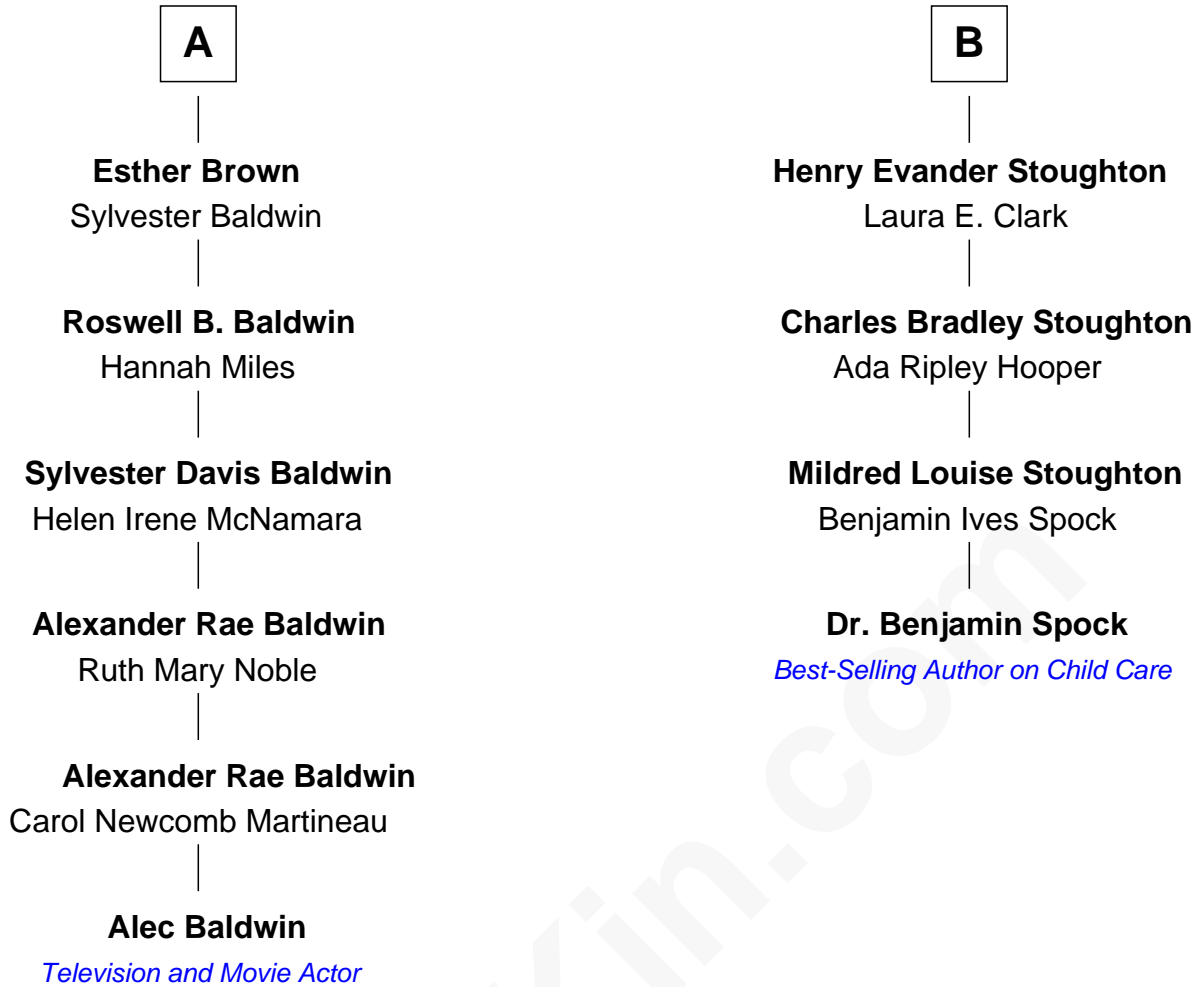 A
Esther Brown
Sylvester Baldwin
Roswell B. Baldwin
Hannah Miles
Sylvester Davis Baldwin
Helen Irene McNamara
Alexander Rae Baldwin
Ruth Mary Noble
Alexander Rae Baldwin
Carol Newcomb Martineau
Alec Baldwin
Television and Movie Actor
B
Henry Evander Stoughton
Laura E. Clark
Charles Bradley Stoughton
Ada Ripley Hooper
Mildred Louise Stoughton
Benjamin Ives Spock
Dr. Benjamin Spock
Best-Selling Author on Child Care